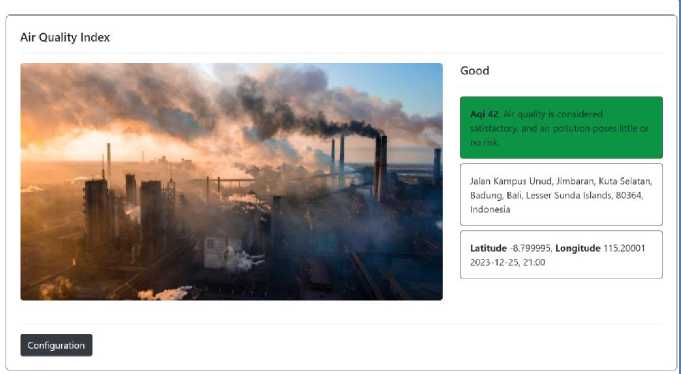 Air Quality Index
Good
Aqi 42, Air quality is considered
satisfactory, and air pollution poses little or
no risk.
Jalan Kampus Unud, Jimbaran, Kuta Selatan,
Badung, Bali, Lesser Sunda Islands, 80364,
Indonesia
Latitude -8.799995, Longitude 115.20001
2023-12-25, 21:00
Configuration